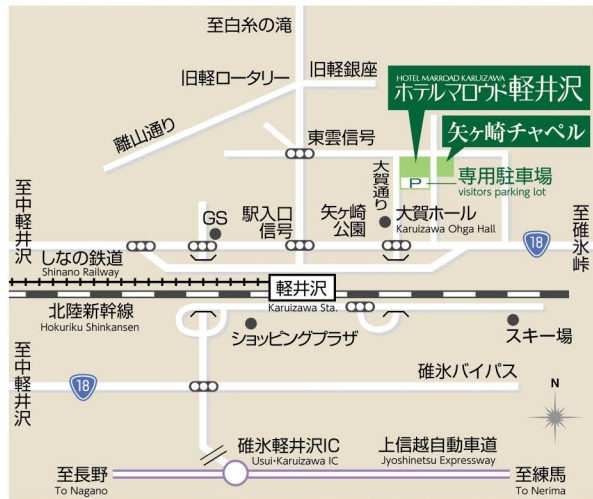 至白糸の滝
旧軽ロータリー
旧軽銀座
離山通り
HOTEL MARROAD KARUIZAWA
ホテルマロウド軽井沢
矢ヶ崎チャペル
東雲信号
大賀通り
P
専用駐車場
visitors parking lot
至中軽井沢
GS
駅入口
信号
矢ヶ崎
公園
大賀ホール
Karuizawa Ohga Hall
18
至碓氷峠
しなの鉄道
Shinano Railway
軽井沢
Karuizawa Sta.
北陸新幹線
Hokuriku Shinkansen
ショッピングプラザ
スキー場
至中軽井沢
18
碓氷バイパス
N
碓氷軽井沢IC
Usui・Karuizawa IC
上信越自動車道
Jyoshinetsu Expressway
至長野
To Nagano
至練馬
To Nerima